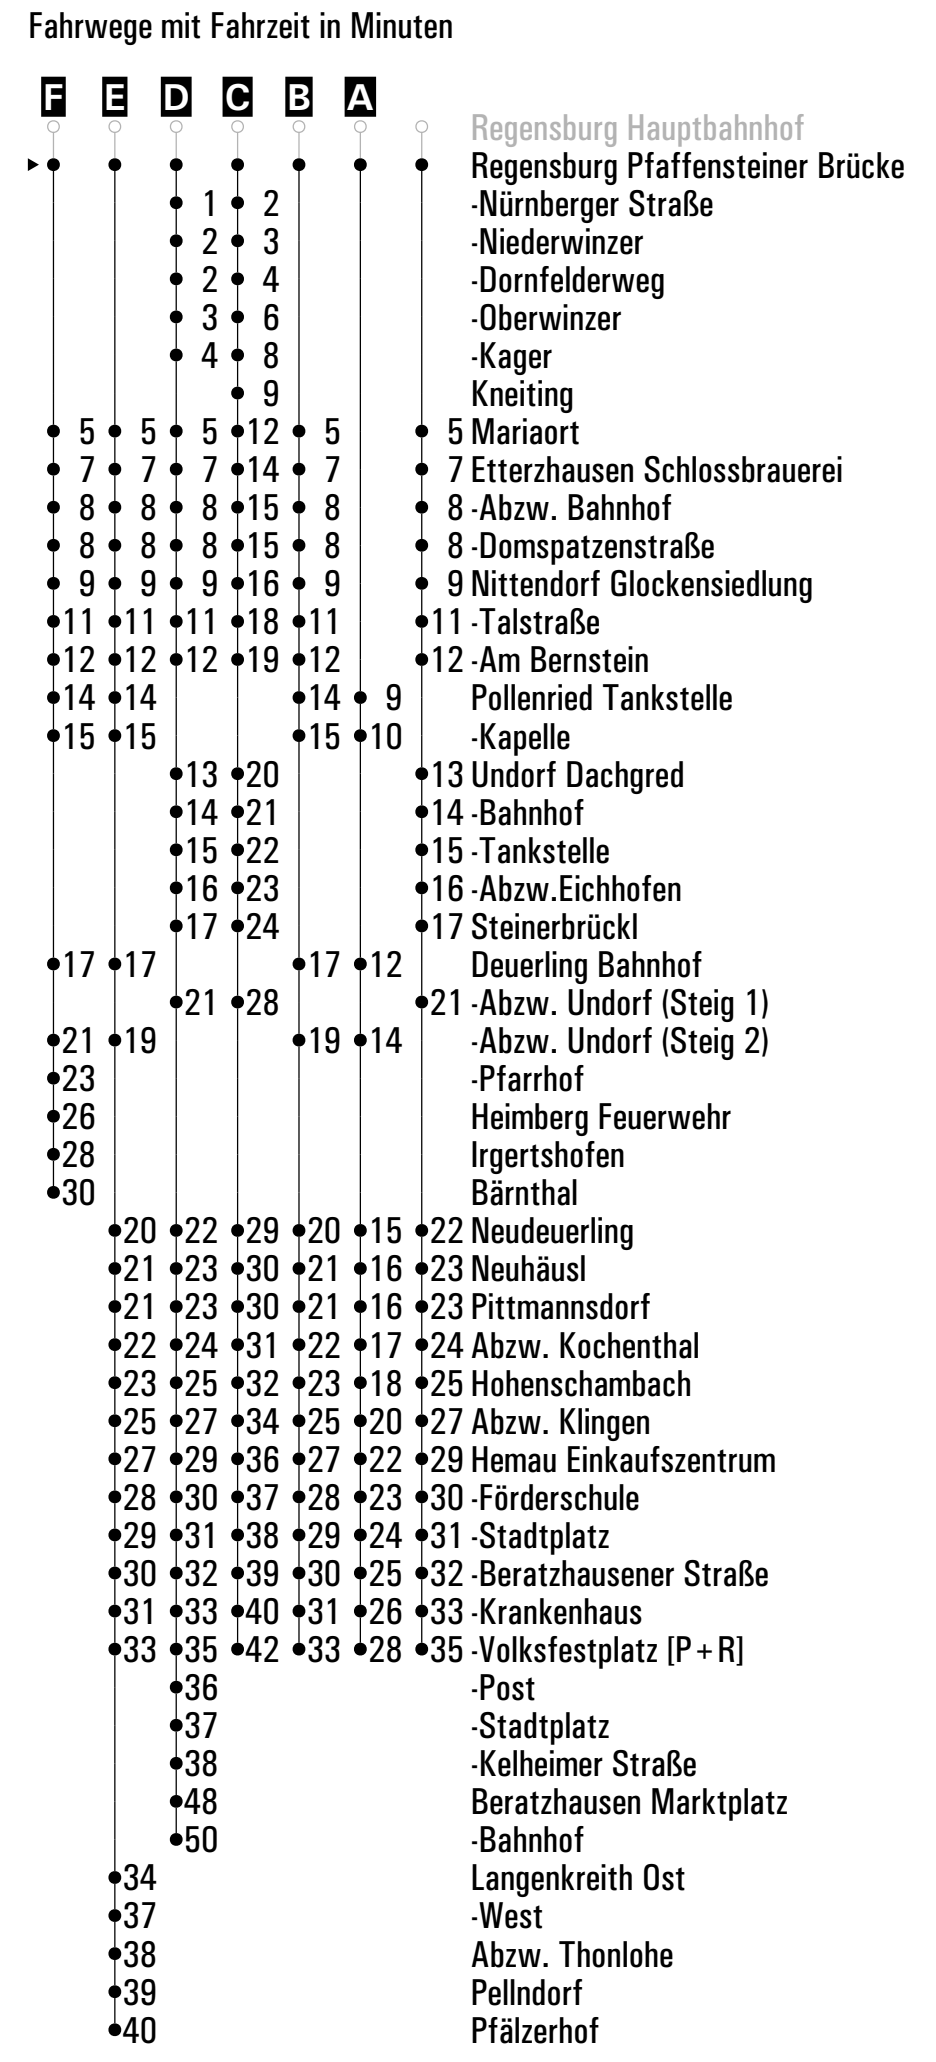 Fahrwege mit Fahrzeit in Minuten
F E D C B A
Regensburg Hauptbahnhof
Regensburg Pfaffensteiner Brücke
1 2 -Nürnberger Straße
2 3 -Niederwinzer
2 4 -Dornfelderweg
3 6 -Oberwinzer
4 8 -Kager
9 Kneiting
5 5 5 12 5 5 Mariaort
7 7 7 14 7 7 Etterzhausen Schlossbrauerei
8 8 8 15 8 8 -Abzw. Bahnhof
8 8 8 15 8 8 -Domspatzenstraße
9 9 9 16 9 9 Nittendorf Glockensiedlung
11 11 11 18 11 11 -Talstraße
12 12 12 19 12 12 -Am Bernstein
14 14 14 9 Pollenried Tankstelle
15 15 15 10 -Kapelle
13 20 13 Undorf Dachgred
14 21 14 -Bahnhof
15 22 15 -Tankstelle
16 23 16 -Abzw.Eichhofen
17 24 17 Steinerbrückl
17 17 17 12 Deuerling Bahnhof
21 28 21 -Abzw. Undorf (Steig 1)
21 19 19 14 -Abzw. Undorf (Steig 2)
23 -Pfarrhof
26 Heimberg Feuerwehr
28 Irgertshofen
30 Bärnthal
20 22 29 20 15 22 Neudeuerling
21 23 30 21 16 23 Neuhäusl
21 23 30 21 16 23 Pittmannsdorf
22 24 31 22 17 24 Abzw. Kochenthal
23 25 32 23 18 25 Hohenschambach
25 27 34 25 20 27 Abzw. Klingen
27 29 36 27 22 29 Hemau Einkaufszentrum
28 30 37 28 23 30 -Förderschule
29 31 38 29 24 31 -Stadtplatz
30 32 39 30 25 32 -Beratzhausener Straße
31 33 40 31 26 33 -Krankenhaus
33 35 42 33 28 35 -Volksfestplatz [P+R]
36 -Post
37 -Stadtplatz
38 -Kelheimer Straße
48 Beratzhausen Marktplatz
50 -Bahnhof
34 Langenkreith Ost
37 -West
38 Abzw. Thonlohe
39 Pellndorf
40 Pfälzerhof